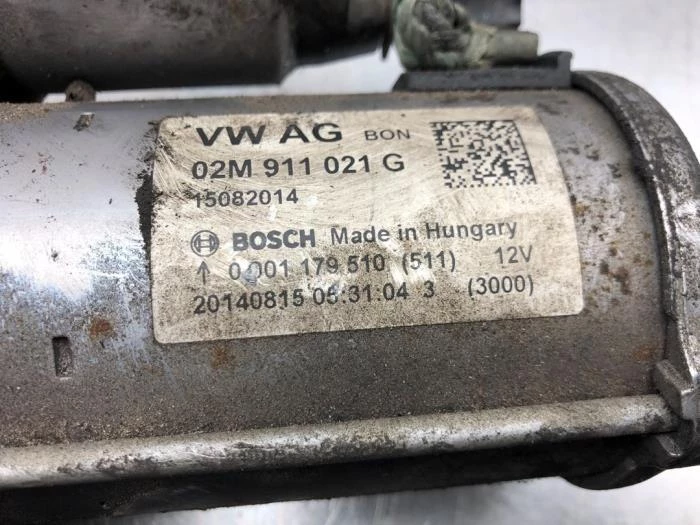 VW AG BON
02M 911 021 G
15082014
BOSCH Made in Hungary
↑ 0 001 179 510 (511) 12V
20140815 05:31:04 3 (3000)